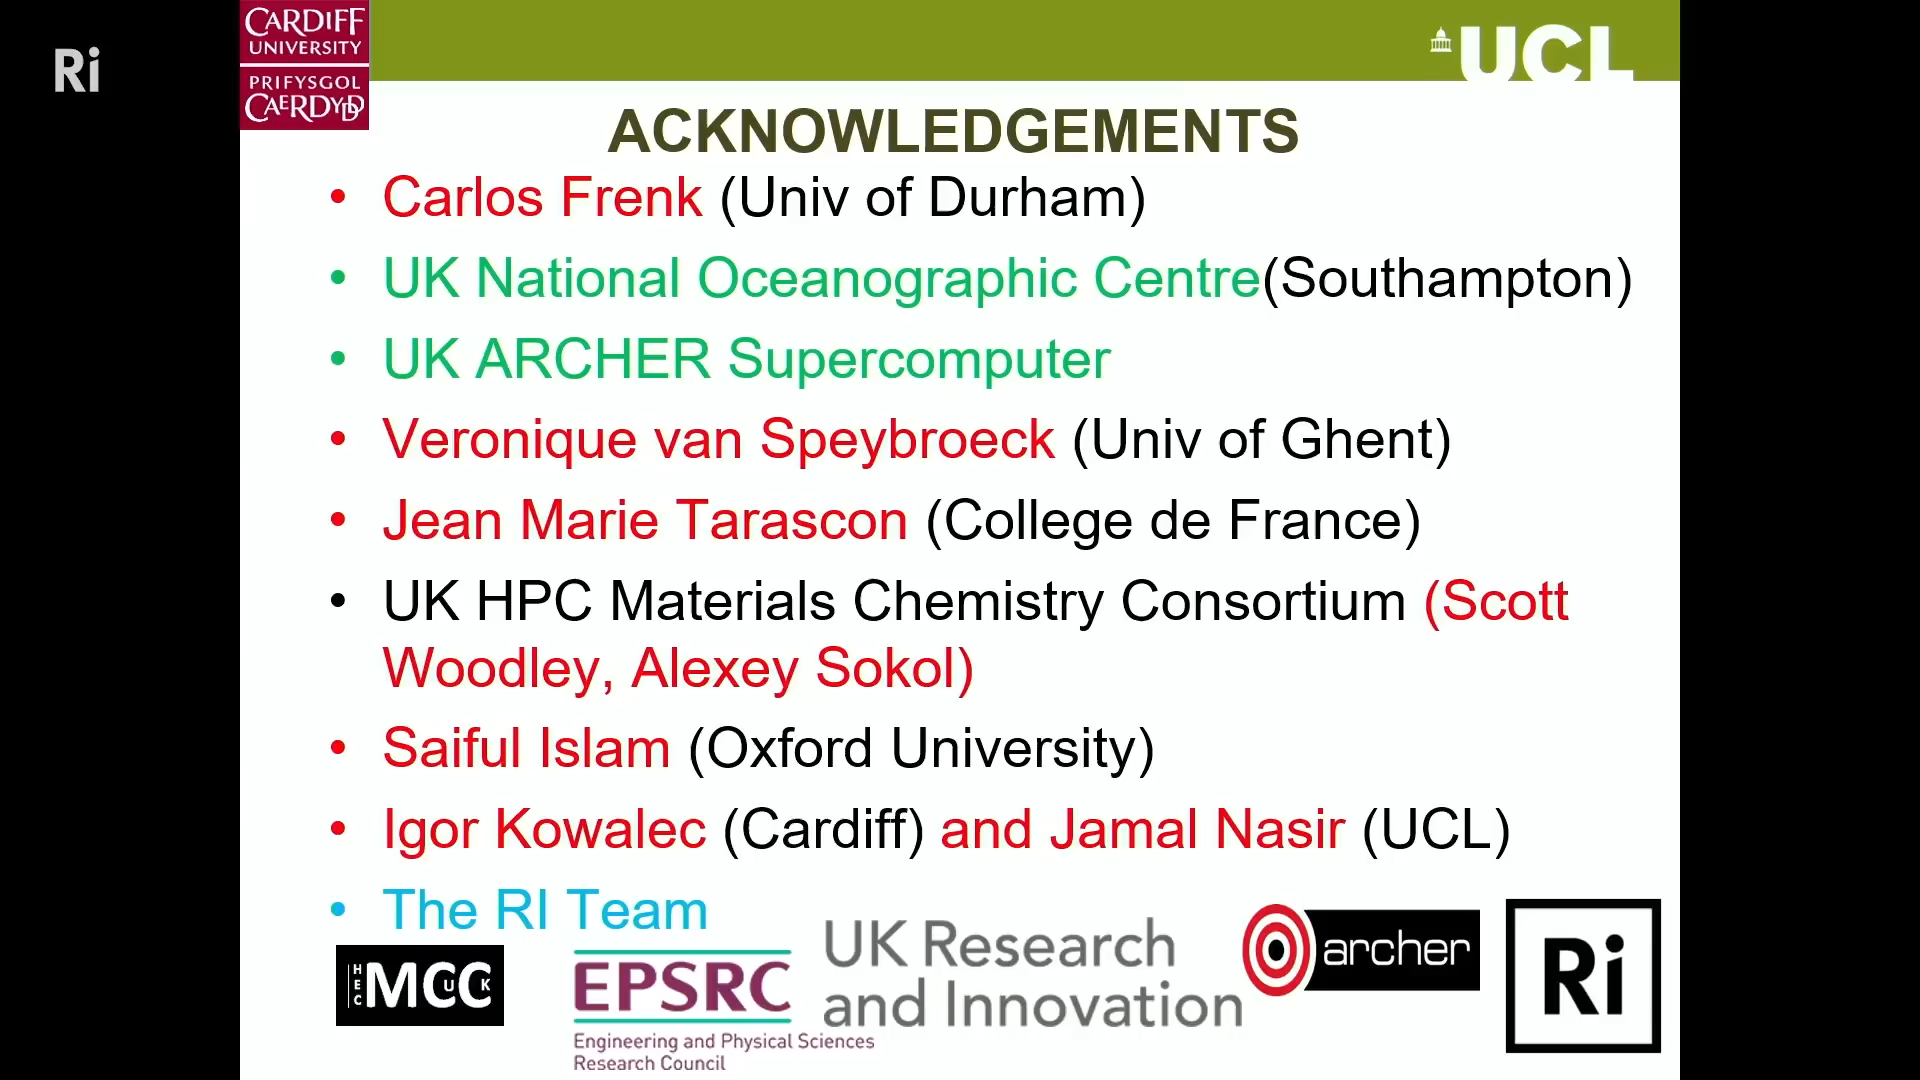 Ri
CARDIFF
UNIVERSITY
PRIFYSGOL
CAERDYDD
UCL
ACKNOWLEDGEMENTS
• Carlos Frenk (Univ of Durham)
• UK National Oceanographic Centre(Southampton)
• UK ARCHER Supercomputer
• Veronique van Speybroeck (Univ of Ghent)
• Jean Marie Tarascon (College de France)
• UK HPC Materials Chemistry Consortium (Scott
Woodley, Alexey Sokol)
• Saiful Islam (Oxford University)
• Igor Kowalec (Cardiff) and Jamal Nasir (UCL)
• The RI Team
HEC MCC UK
EPSRC
Engineering and Physical Sciences
Research Council
UK Research
and Innovation
archer
Ri